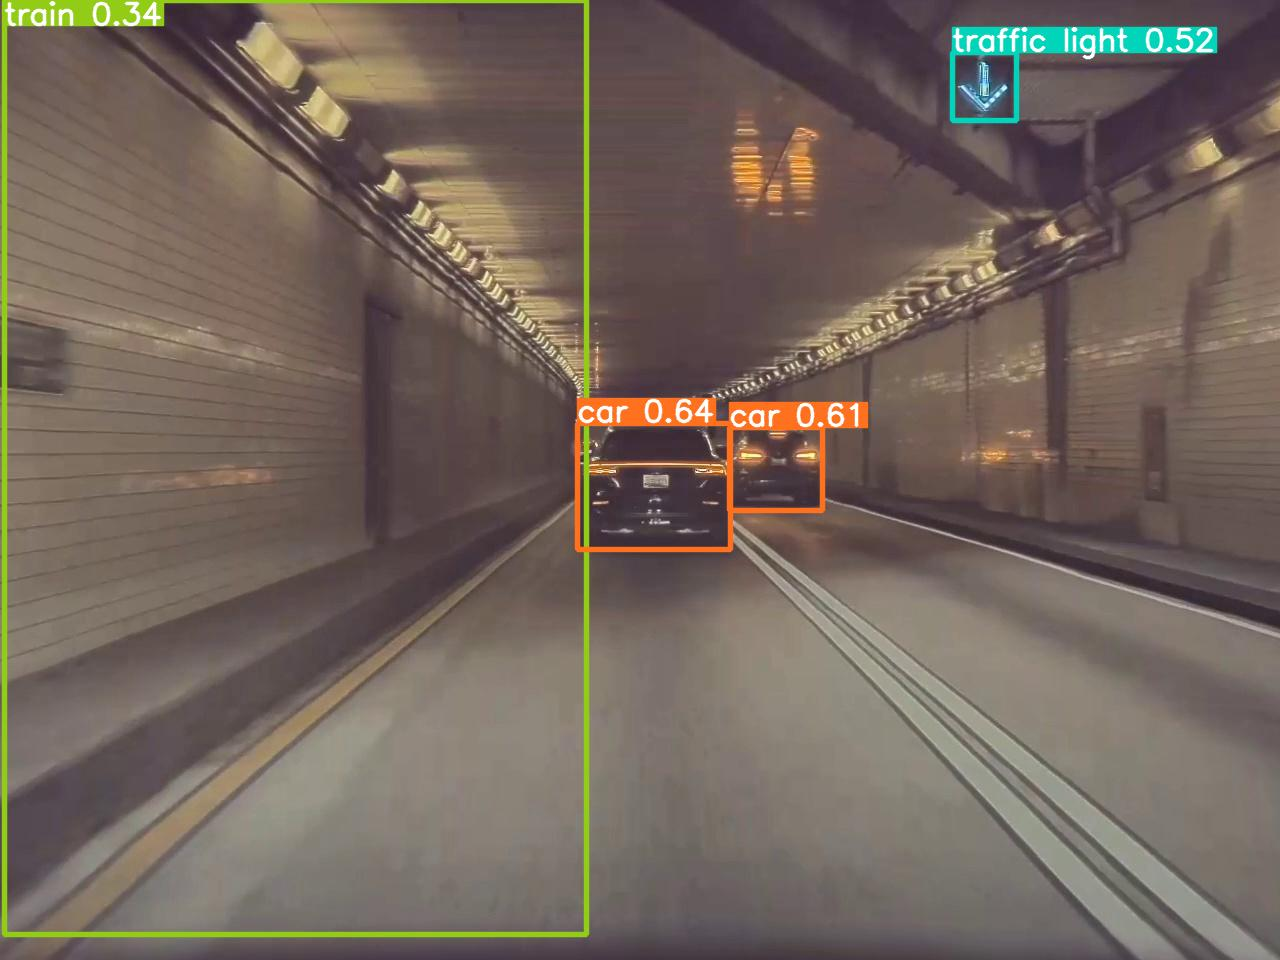 train 0.34
traffic light 0.52
car 0.64
car 0.61